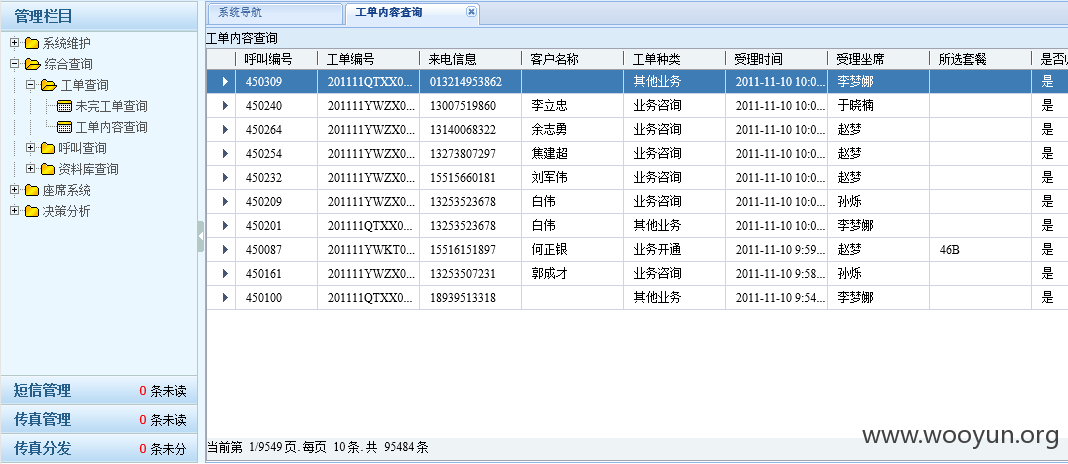 管理栏目
系统维护
综合查询
工单查询
未完工单查询
工单内容查询
呼叫查询
资料库查询
座席系统
决策分析
短信管理 0 条未读
传真管理 0 条未读
传真分发 0 条未分
系统导航 工单内容查询
工单内容查询
呼叫编号 工单编号 来电信息 客户名称 工单种类 受理时间 受理坐席 所选套餐
450309 201111QTXX0... 013214953862 其他业务 2011-11-10 10:0... 李梦娜 是
450240 201111YWZX0... 13007519860 李立忠 业务咨询 2011-11-10 10:0... 于晓楠 是
450264 201111YWZX0... 13140068322 余志勇 业务咨询 2011-11-10 10:0... 赵梦 是
450254 201111YWZX0... 13273807297 焦建超 业务咨询 2011-11-10 10:0... 赵梦 是
450232 201111YWZX0... 15515660181 刘军伟 业务咨询 2011-11-10 10:0... 赵梦 是
450209 201111YWZX0... 13253523678 白伟 业务咨询 2011-11-10 10:0... 孙烁 是
450201 201111QTXX0... 13253523678 白伟 其他业务 2011-11-10 10:0... 李梦娜 是
450087 201111YWKT0... 15516151897 何正银 业务开通 2011-11-10 9:59... 赵梦 46B 是
450161 201111YWZX0... 13253507231 郭成才 业务咨询 2011-11-10 9:58... 孙烁 是
450100 201111QTXX0... 18939513318 其他业务 2011-11-10 9:54... 李梦娜 是
当前第 1/9549 页. 每页 10 条. 共 95484 条
www.wooyun.org